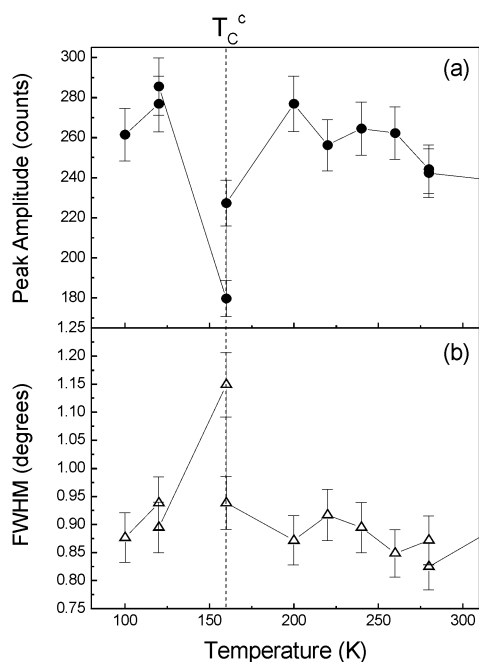 T_C^c
(a)
Peak Amplitude (counts)
300
280
260
240
220
200
180
1.25
(b)
FWHM (degrees)
1.20
1.15
1.10
1.05
1.00
0.95
0.90
0.85
0.80
0.75
100 150 200 250 300
Temperature (K)